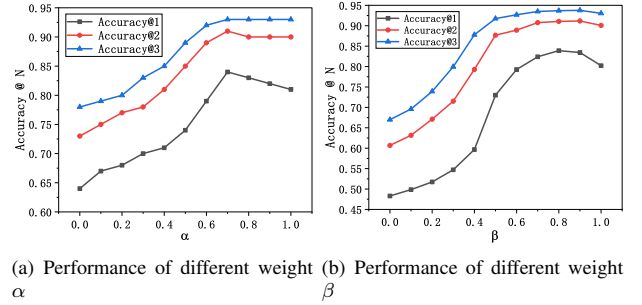 Accuracy@1
Accuracy@2
Accuracy@3
0.95
0.90
0.85
0.80
0.75
0.70
0.65
0.60
Accuracy @ N
0.0 0.2 0.4 0.6 0.8 1.0
α
Accuracy@1
Accuracy@2
Accuracy@3
0.95
0.90
0.85
0.80
0.75
0.70
0.65
0.60
0.55
0.50
0.45
Accuracy @ N
0.0 0.2 0.4 0.6 0.8 1.0
β
(a) Performance of different weight
α
(b) Performance of different weight
β